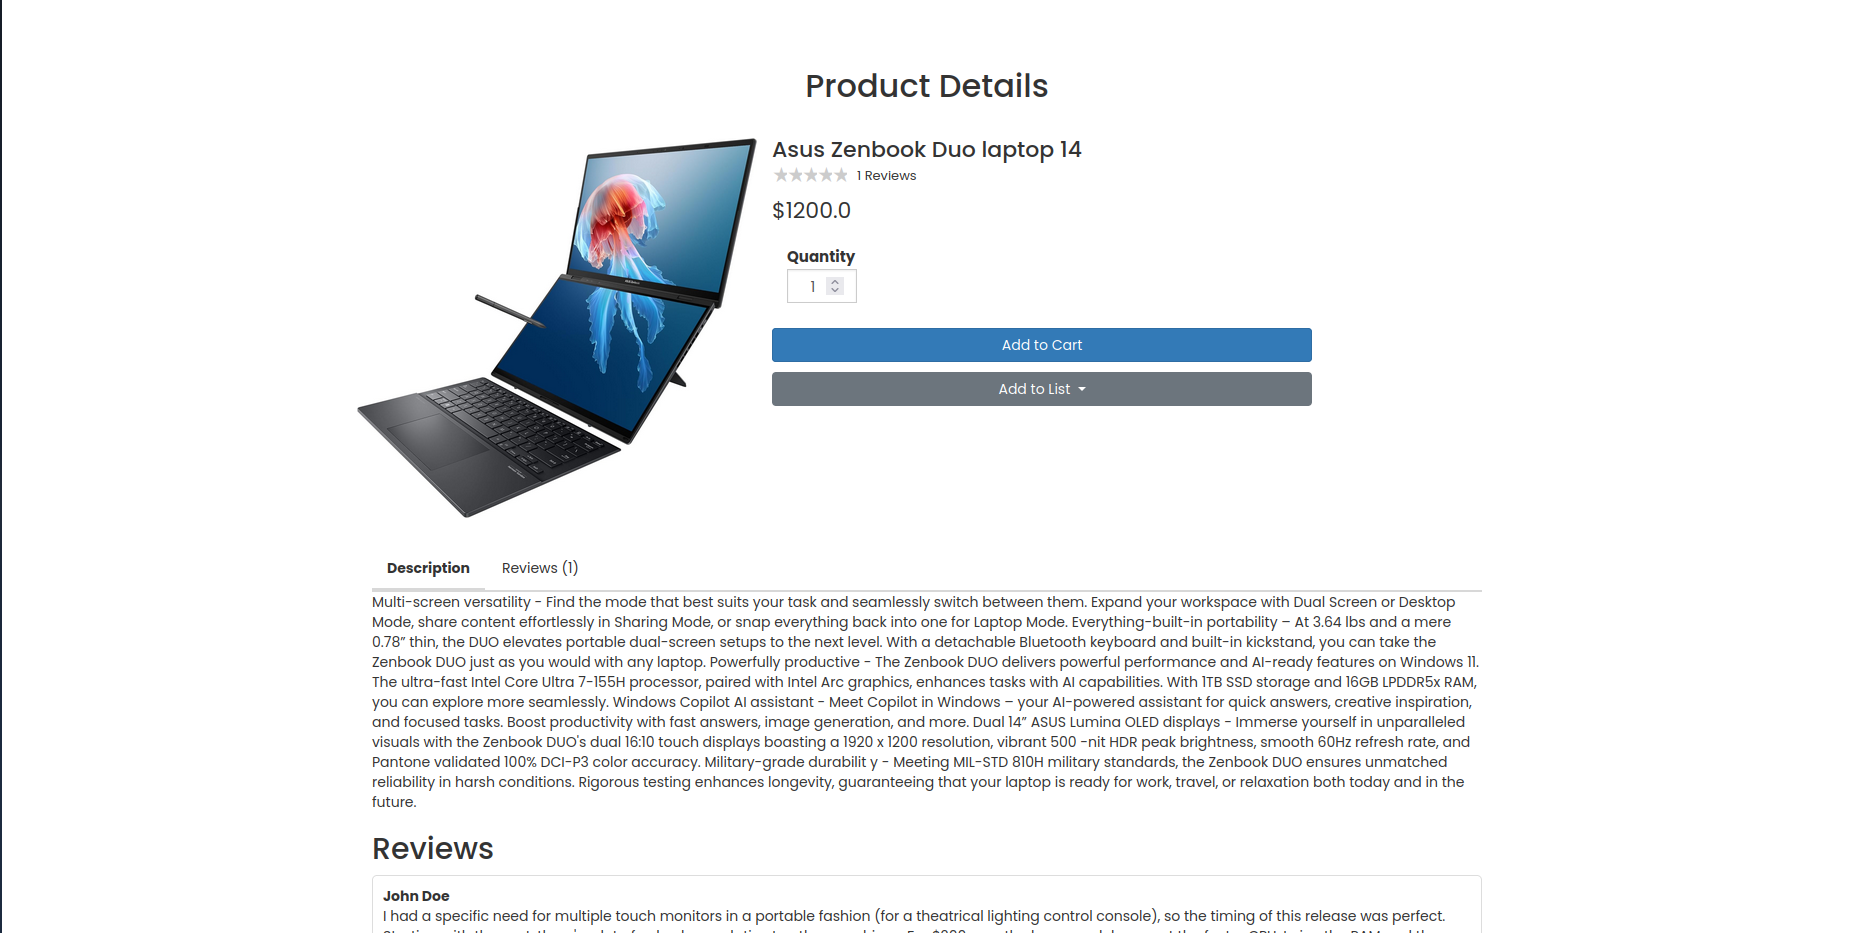 Product Details
Asus Zenbook Duo laptop 14
1 Reviews
$1200.0
Quantity
1
Add to Cart
Add to List
Description
Reviews (1)
Multi-screen versatility - Find the mode that best suits your task and seamlessly switch between them. Expand your workspace with Dual Screen or Desktop
Mode, share content effortlessly in Sharing Mode, or snap everything back into one for Laptop Mode. Everything-built-in portability – At 3.64 lbs and a mere
0.78” thin, the DUO elevates portable dual-screen setups to the next level. With a detachable Bluetooth keyboard and built-in kickstand, you can take the
Zenbook DUO just as you would with any laptop. Powerfully productive - The Zenbook DUO delivers powerful performance and AI-ready features on Windows 11.
The ultra-fast Intel Core Ultra 7-155H processor, paired with Intel Arc graphics, enhances tasks with AI capabilities. With 1TB SSD storage and 16GB LPDDR5x RAM,
you can explore more seamlessly. Windows Copilot AI assistant - Meet Copilot in Windows – your AI-powered assistant for quick answers, creative inspiration,
and focused tasks. Boost productivity with fast answers, image generation, and more. Dual 14” ASUS Lumina OLED displays - Immerse yourself in unparalleled
visuals with the Zenbook DUO's dual 16:10 touch displays boasting a 1920 x 1200 resolution, vibrant 500 -nit HDR peak brightness, smooth 60Hz refresh rate, and
Pantone validated 100% DCI-P3 color accuracy. Military-grade durabilit y - Meeting MIL-STD 810H military standards, the Zenbook DUO ensures unmatched
reliability in harsh conditions. Rigorous testing enhances longevity, guaranteeing that your laptop is ready for work, travel, or relaxation both today and in the
future.
Reviews
John Doe
I had a specific need for multiple touch monitors in a portable fashion (for a theatrical lighting control console), so the timing of this release was perfect.